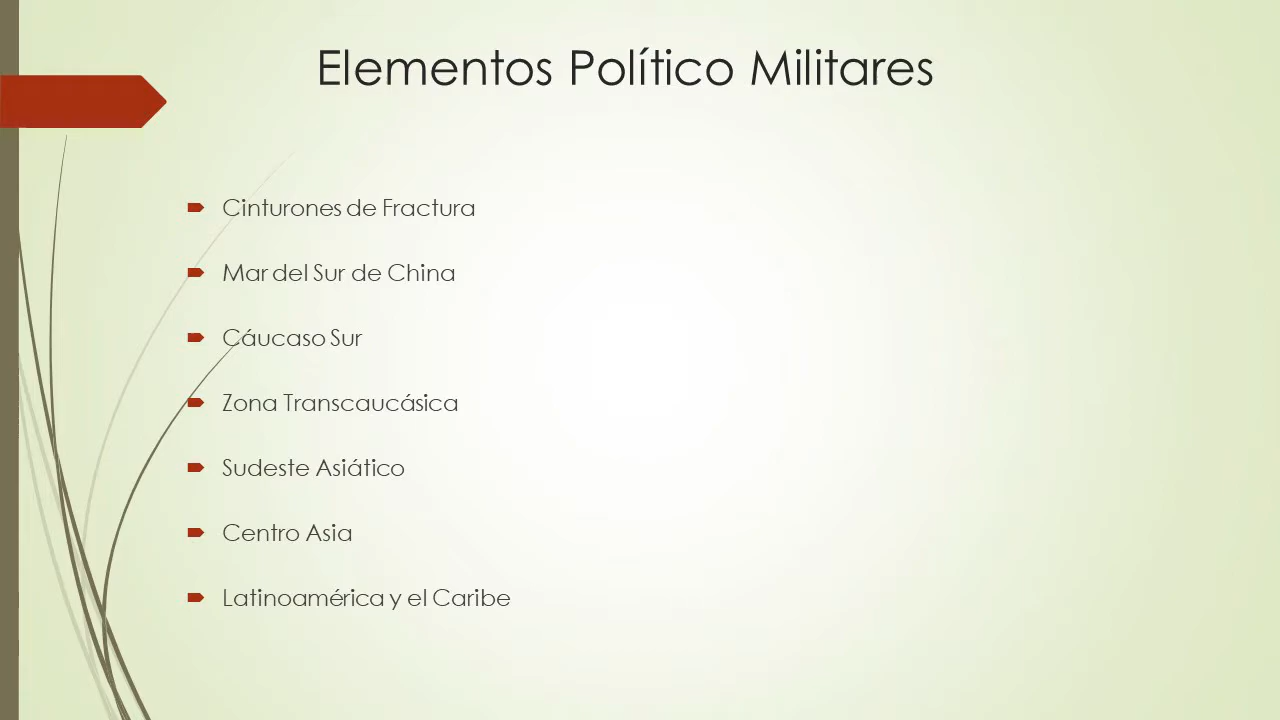 Elementos Político Militares
Cinturones de Fractura
Mar del Sur de China
Cáucaso Sur
Zona Transcaucásica
Sudeste Asiático
Centro Asia
Latinoamérica y el Caribe